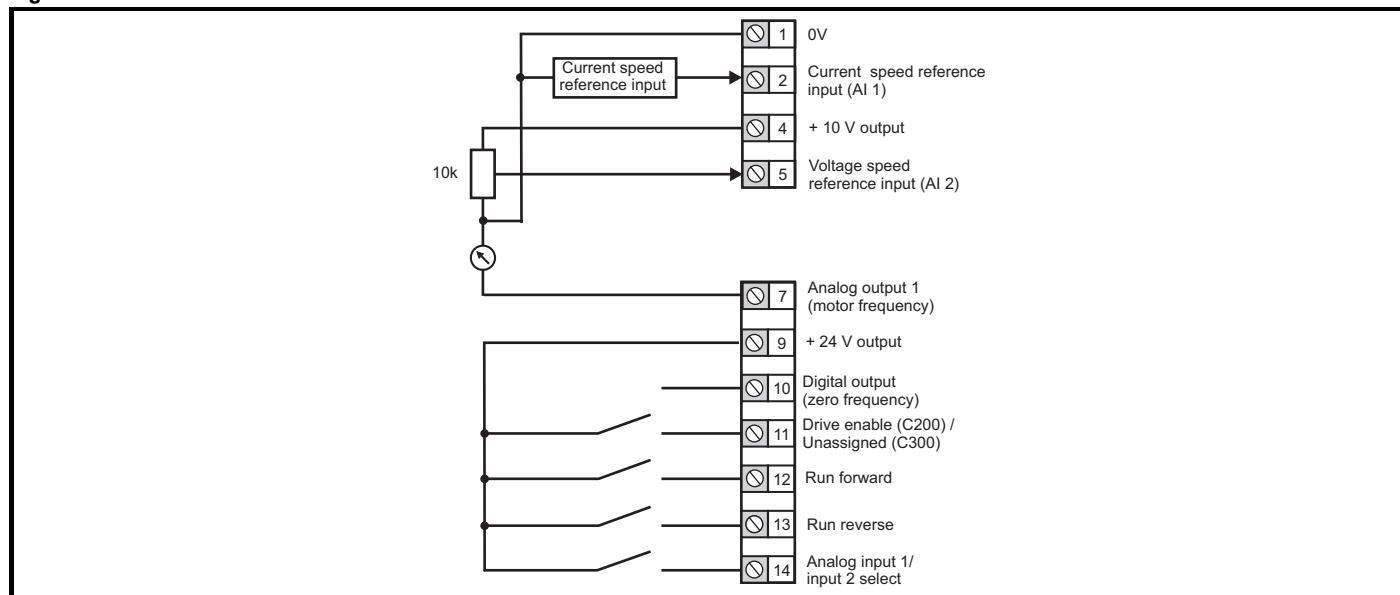 1 0V
Current speed
reference input
2 Current speed reference
input (AI 1)
4 + 10 V output
10k
5 Voltage speed
reference input (AI 2)
7 Analog output 1
(motor frequency)
9 + 24 V output
10 Digital output
(zero frequency)
11 Drive enable (C200) /
Unassigned (C300)
12 Run forward
13 Run reverse
14 Analog input 1/
input 2 select